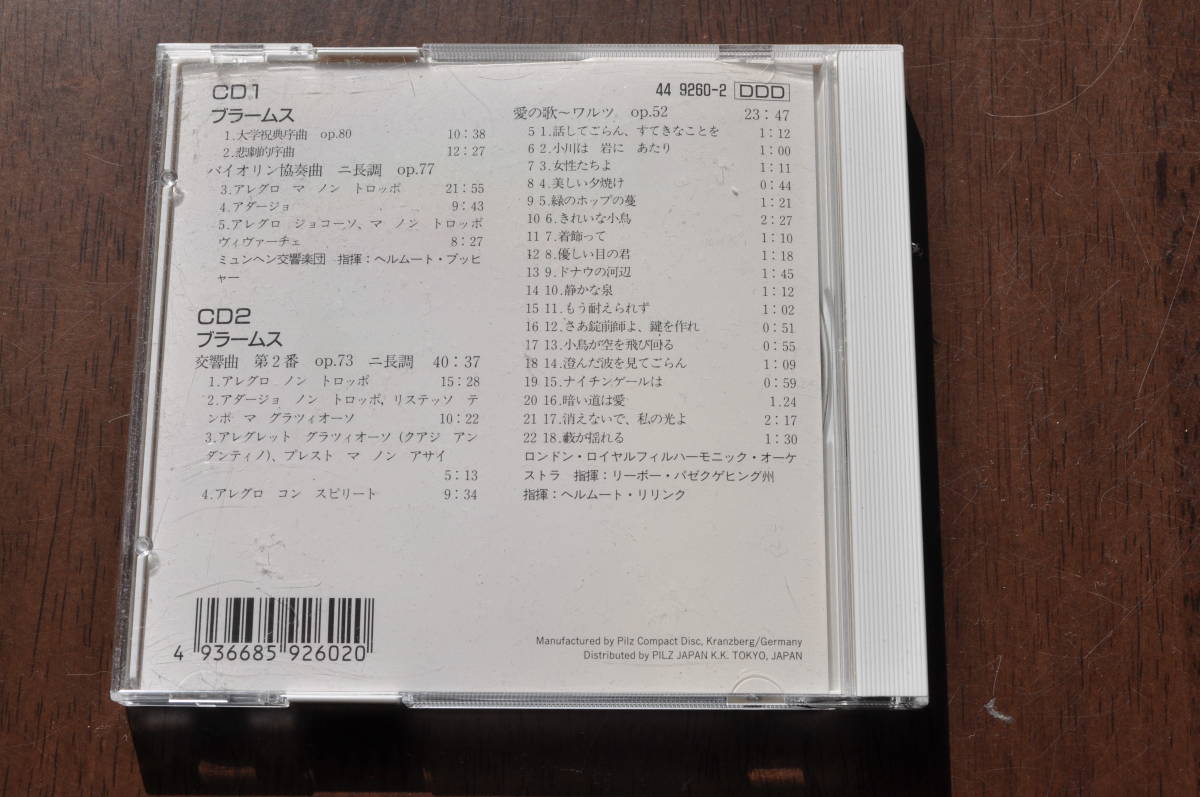 CD1
ブラームス
1.大学祝典序曲 op.80 10:38
2.悲劇的序曲 12:27
バイオリン協奏曲 ニ長調 op.77
3.アレグロ マ ノン トロッポ 21:55
4.アダージョ 9:43
5.アレグロ ジョコーソ、マ ノン トロッポ
ヴィヴァーチェ 8:27
ミュンヘン交響楽団 指揮:ヘルムート・ブッヒ
ャー
CD2
ブラームス
交響曲 第2番 op.73 ニ長調 40:37
1.アレグロ ノン トロッポ 15:28
2.アダージョ ノン トロッポ、リステッソ テ
ンポ マ グラツィオーソ 10:22
3.アレグレット グラツィオーソ(クアジ アン
ダンティノ)、プレスト マ ノン アサイ
5:13
4.アレグロ コン スピリート 9:34
44 9260-2 DDD
愛の歌~ワルツ op.52 23:47
5 1.話してごらん、すてきなことを 1:12
6 2.小川は 岩に あたり 1:00
7 3.女性たちよ 1:11
8 4.美しい夕焼け 0:44
9 5.緑のホップの蔓 1:21
10 6.きれいな小鳥 2:27
11 7.着飾って 1:10
12 8.優しい目の君 1:18
13 9.ドナウの河辺 1:45
14 10.静かな泉 1:12
15 11.もう耐えられず 1:02
16 12.さあ錠前師よ、鍵を作れ 0:51
17 13.小鳥が空を飛び回る 0:55
18 14.澄んだ波を見てごらん 1:09
19 15.ナイチンゲールは 0:59
20 16.暗い道は愛 1.24
21 17.消えないで、私の光よ 2:17
22 18.藪が揺れる 1:30
ロンドン・ロイヤルフィルハーモニック・オーケ
ストラ 指揮:リーボー・パゼクゲヒング州
指揮:ヘルムート・リリンク
4 936685 926020
Manufactured by Pilz Compact Disc, Kranzberg/Germany
Distributed by PILZ JAPAN K.K. TOKYO, JAPAN